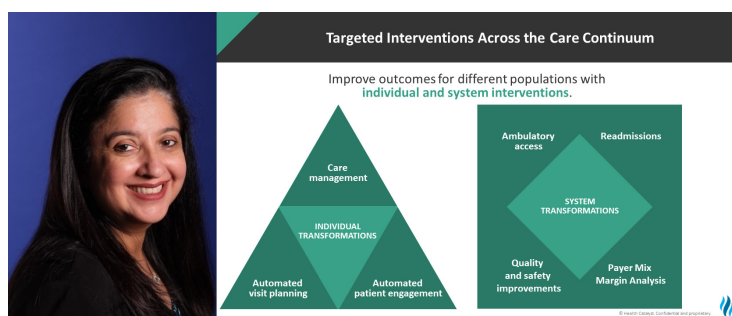 Targeted Interventions Across the Care Continuum
Improve outcomes for different populations with
individual and system interventions.
Care
management
INDIVIDUAL
TRANSFORMATIONS
Automated
visit planning
Automated
patient engagement
Ambulatory
access
Readmissions
SYSTEM
TRANSFORMATIONS
Quality
and safety
improvements
Payer Mix
Margin Analysis
© Health Catalyst. Confidential and proprietary.